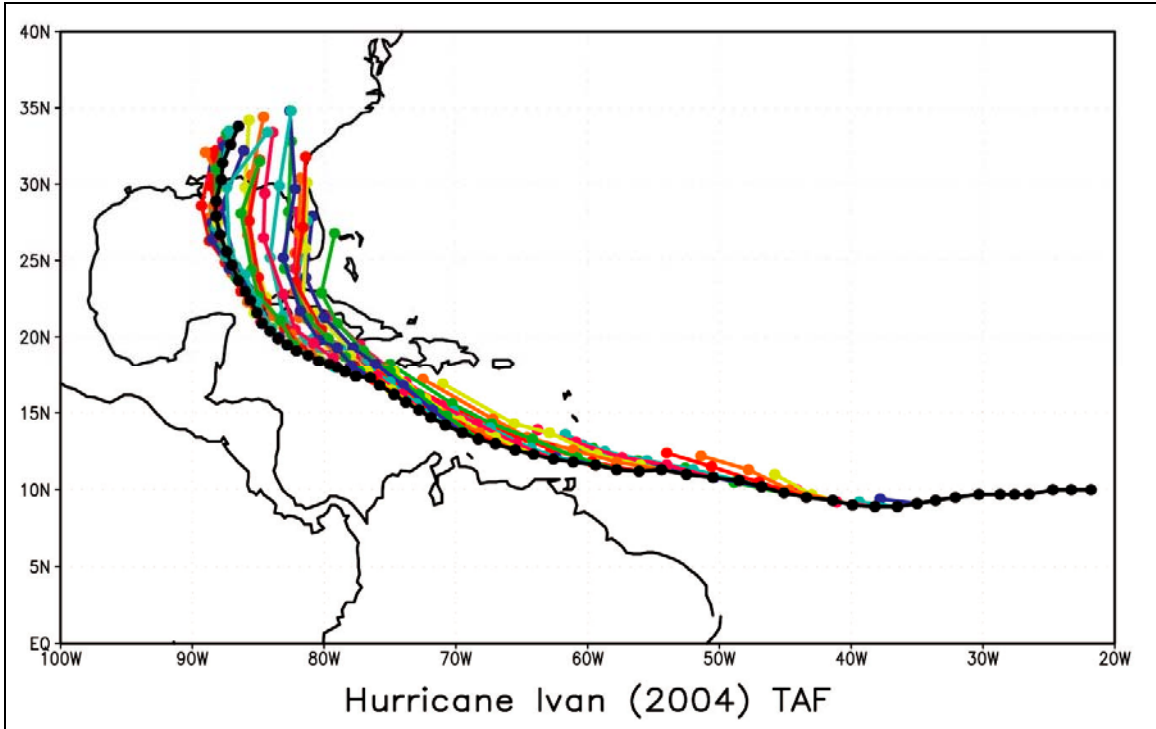 40N
35N
30N
25N
20N
15N
10N
5N
EQ
100W 90W 80W 70W 60W 50W 40W 30W 20W
Hurricane Ivan (2004) TAF